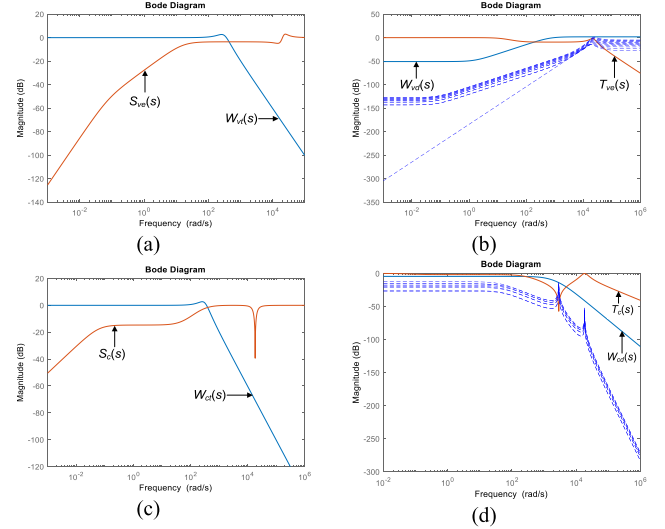 Bode Diagram
20
0
-20
-40
-60
-80
-100
-120
-140
Magnitude (dB)
S_ve(s)
W_vt(s)
10^-2
10^0
10^2
10^4
Frequency (rad/s)
(a)
Bode Diagram
50
0
-50
-100
-150
-200
-250
-300
-350
Magnitude (dB)
W_vd(s)
T_ve(s)
10^-2
10^0
10^2
10^4
10^6
Frequency (rad/s)
(b)
Bode Diagram
20
0
-20
-40
-60
-80
-100
-120
Magnitude (dB)
S_c(s)
W_ct(s)
10^-2
10^0
10^2
10^4
10^6
Frequency (rad/s)
(c)
Bode Diagram
0
-50
-100
-150
-200
-250
-300
Magnitude (dB)
T_c(s)
W_cd(s)
10^-2
10^0
10^2
10^4
10^6
Frequency (rad/s)
(d)